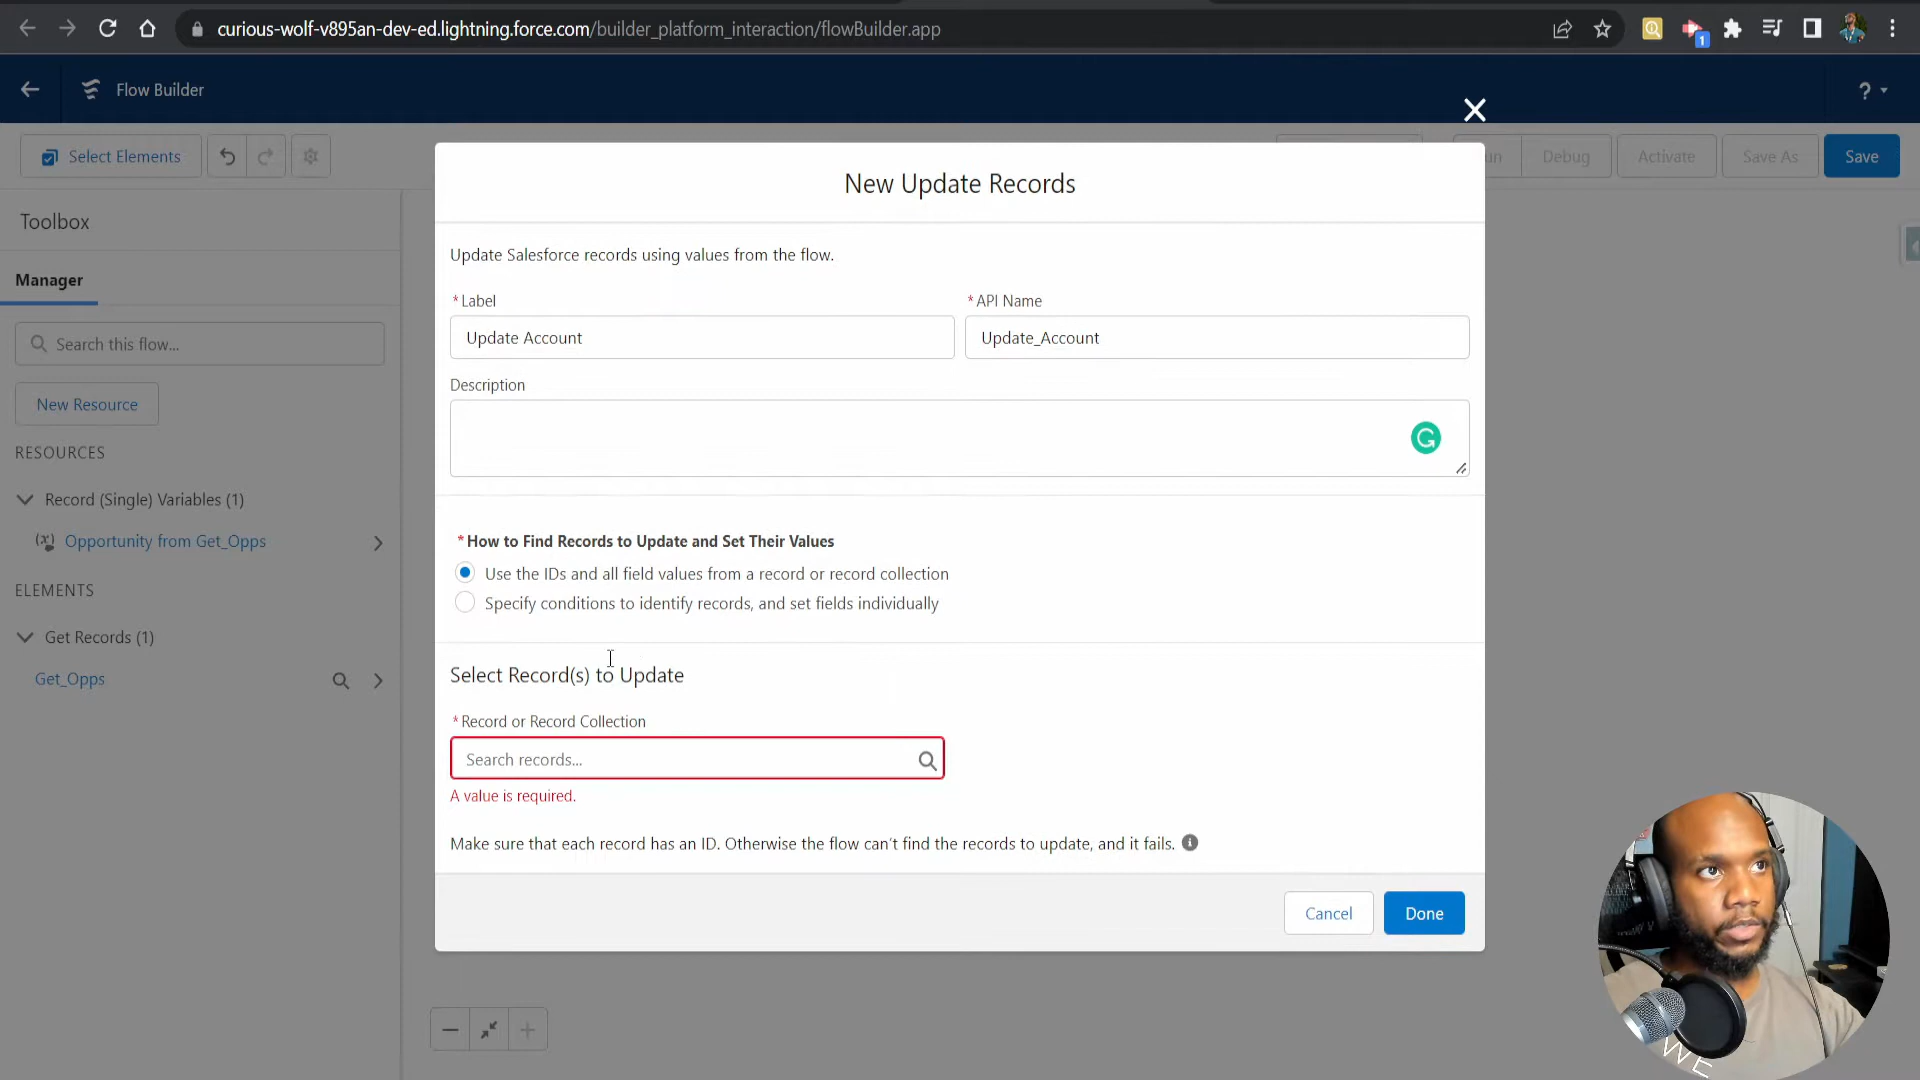 curious-wolf-v895an-dev-ed.lightning.force.com/builder_platform_interaction/flowBuilder.app
1
Flow Builder
?
Select Elements
Debug
Activate
Save As
Save
Toolbox
Manager
Search this flow...
New Resource
RESOURCES
Record (Single) Variables (1)
Opportunity from Get_Opps
ELEMENTS
Get Records (1)
Get_Opps
New Update Records
Update Salesforce records using values from the flow.
*Label
*API Name
Update Account
Update_Account
Description
*How to Find Records to Update and Set Their Values
Use the IDs and all field values from a record or record collection
Specify conditions to identify records, and set fields individually
Select Record(s) to Update
*Record or Record Collection
Search records...
A value is required.
Make sure that each record has an ID. Otherwise the flow can't find the records to update, and it fails.
Cancel
Done
WE